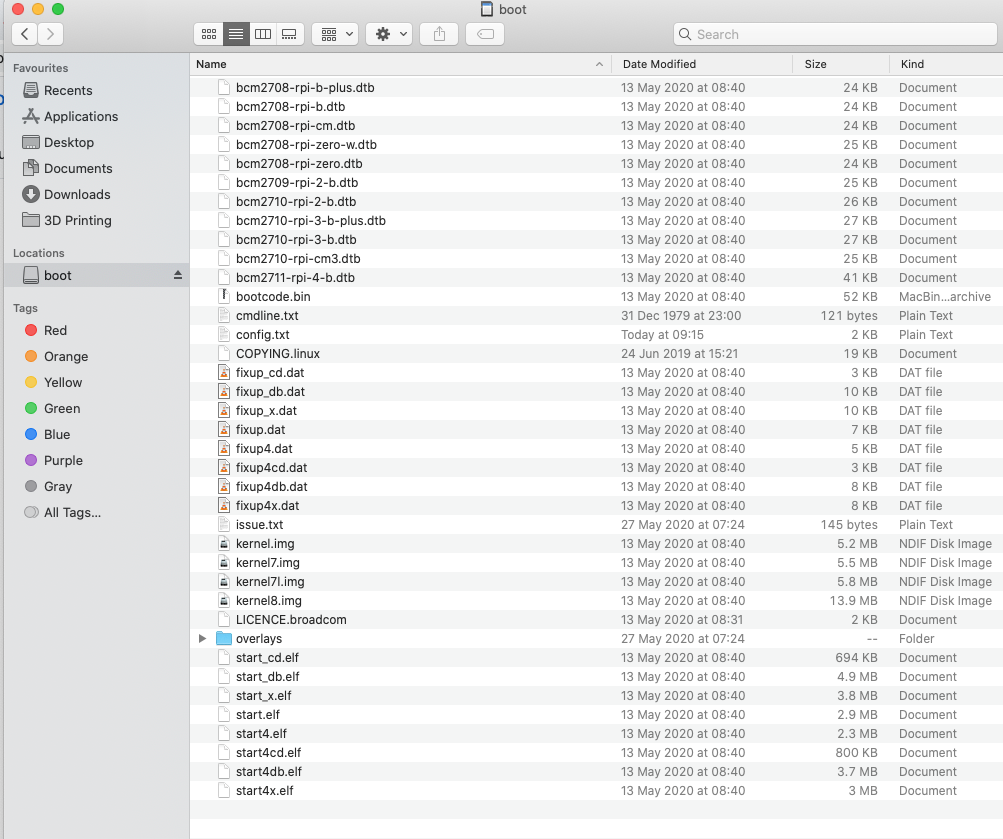 boot
Search
Favourites
Recents
Applications
Desktop
Documents
Downloads
3D Printing
Locations
boot
Tags
Red
Orange
Yellow
Green
Blue
Purple
Gray
All Tags...
Name Date Modified Size Kind
bcm2708-rpi-b-plus.dtb 13 May 2020 at 08:40 24 KB Document
bcm2708-rpi-b.dtb 13 May 2020 at 08:40 24 KB Document
bcm2708-rpi-cm.dtb 13 May 2020 at 08:40 24 KB Document
bcm2708-rpi-zero-w.dtb 13 May 2020 at 08:40 25 KB Document
bcm2708-rpi-zero.dtb 13 May 2020 at 08:40 24 KB Document
bcm2709-rpi-2-b.dtb 13 May 2020 at 08:40 25 KB Document
bcm2710-rpi-2-b.dtb 13 May 2020 at 08:40 26 KB Document
bcm2710-rpi-3-b-plus.dtb 13 May 2020 at 08:40 27 KB Document
bcm2710-rpi-3-b.dtb 13 May 2020 at 08:40 27 KB Document
bcm2710-rpi-cm3.dtb 13 May 2020 at 08:40 25 KB Document
bcm2711-rpi-4-b.dtb 13 May 2020 at 08:40 41 KB Document
bootcode.bin 13 May 2020 at 08:40 52 KB MacBin...archive
cmdline.txt 31 Dec 1979 at 23:00 121 bytes Plain Text
config.txt Today at 09:15 2 KB Plain Text
COPYING.linux 24 Jun 2019 at 15:21 19 KB Document
fixup_cd.dat 13 May 2020 at 08:40 3 KB DAT file
fixup_db.dat 13 May 2020 at 08:40 10 KB DAT file
fixup_x.dat 13 May 2020 at 08:40 10 KB DAT file
fixup.dat 13 May 2020 at 08:40 7 KB DAT file
fixup4.dat 13 May 2020 at 08:40 5 KB DAT file
fixup4cd.dat 13 May 2020 at 08:40 3 KB DAT file
fixup4db.dat 13 May 2020 at 08:40 8 KB DAT file
fixup4x.dat 13 May 2020 at 08:40 8 KB DAT file
issue.txt 27 May 2020 at 07:24 145 bytes Plain Text
kernel.img 13 May 2020 at 08:40 5.2 MB NDIF Disk Image
kernel7.img 13 May 2020 at 08:40 5.5 MB NDIF Disk Image
kernel7l.img 13 May 2020 at 08:40 5.8 MB NDIF Disk Image
kernel8.img 13 May 2020 at 08:40 13.9 MB NDIF Disk Image
LICENCE.broadcom 13 May 2020 at 08:31 2 KB Document
overlays 27 May 2020 at 07:24 -- Folder
start_cd.elf 13 May 2020 at 08:40 694 KB Document
start_db.elf 13 May 2020 at 08:40 4.9 MB Document
start_x.elf 13 May 2020 at 08:40 3.8 MB Document
start.elf 13 May 2020 at 08:40 2.9 MB Document
start4.elf 13 May 2020 at 08:40 2.3 MB Document
start4cd.elf 13 May 2020 at 08:40 800 KB Document
start4db.elf 13 May 2020 at 08:40 3.7 MB Document
start4x.elf 13 May 2020 at 08:40 3 MB Document